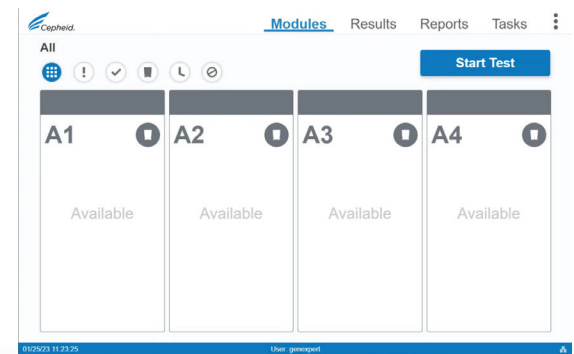 Cepheid.
Modules Results Reports Tasks
All
Start Test
A1 A2 A3 A4
Available Available Available Available
01/25/23 11:23:25 User genexpert